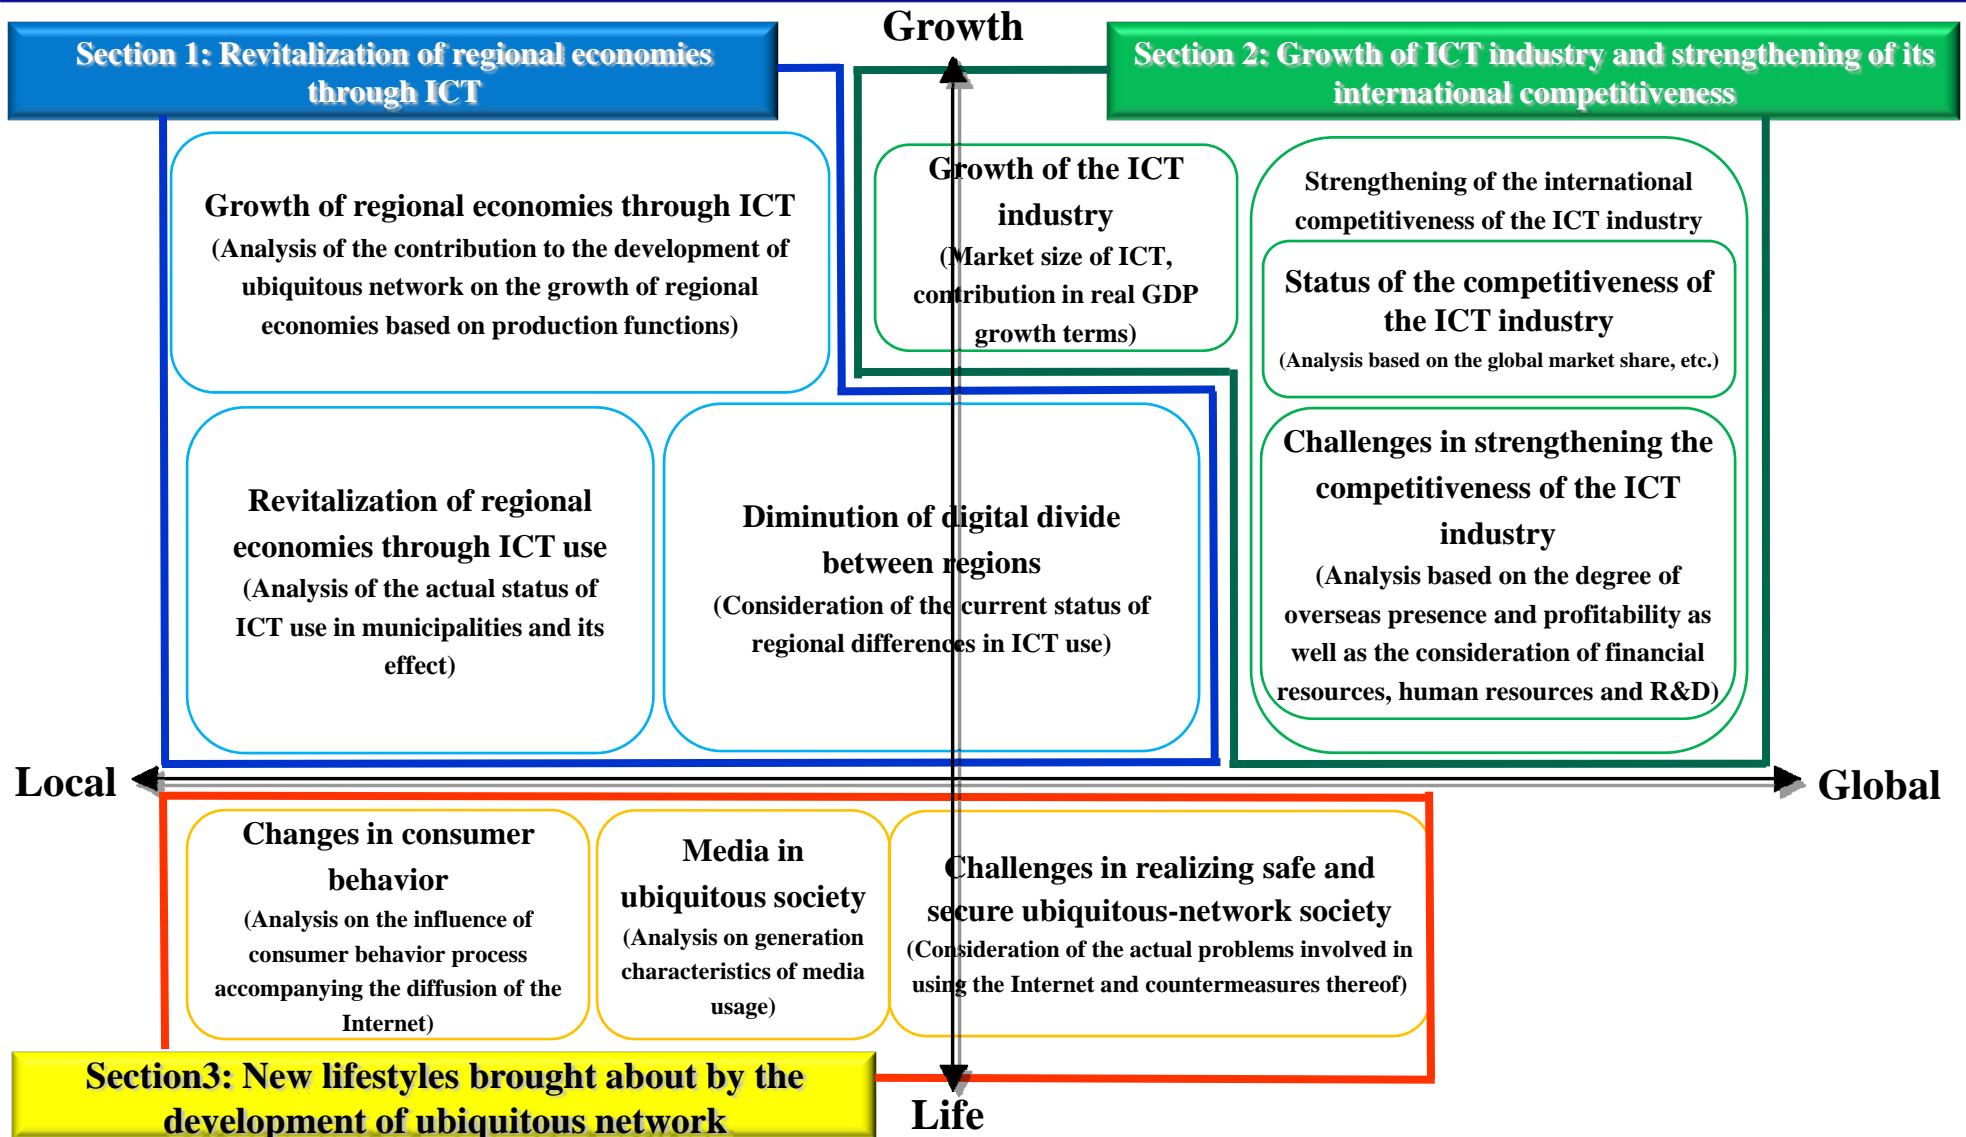 Growth
Section 1: Revitalization of regional economies
through ICT
Section 2: Growth of ICT industry and strengthening of its
international competitiveness
Growth of regional economies through ICT
(Analysis of the contribution to the development of
ubiquitous network on the growth of regional
economies based on production functions)
Growth of the ICT
industry
(Market size of ICT,
contribution in real GDP
growth terms)
Strengthening of the international
competitiveness of the ICT industry
Status of the competitiveness of
the ICT industry
(Analysis based on the global market share, etc.)
Revitalization of regional
economies through ICT use
(Analysis of the actual status of
ICT use in municipalities and its
effect)
Diminution of digital divide
between regions
(Consideration of the current status of
regional differences in ICT use)
Challenges in strengthening the
competitiveness of the ICT
industry
(Analysis based on the degree of
overseas presence and profitability as
well as the consideration of financial
resources, human resources and R&D)
Local
Global
Changes in consumer
behavior
(Analysis on the influence of
consumer behavior process
accompanying the diffusion of the
Internet)
Media in
ubiquitous society
(Analysis on generation
characteristics of media
usage)
Challenges in realizing safe and
secure ubiquitous-network society
(Consideration of the actual problems involved in
using the Internet and countermeasures thereof)
Section3: New lifestyles brought about by the
development of ubiquitous network
Life